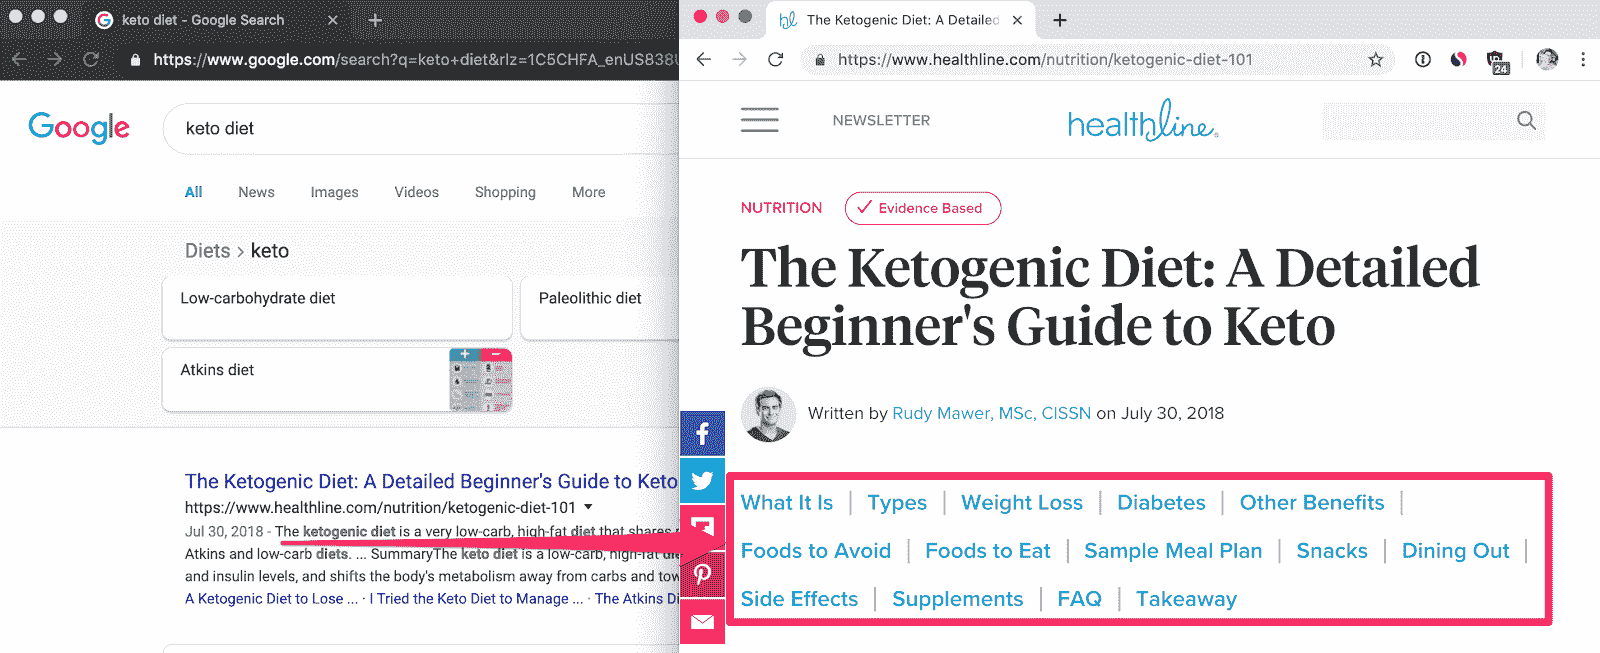 keto diet - Google Search
https://www.google.com/search?q=keto+diet&rlz=1C5CHFA_enUS838U
Google
keto diet
All News Images Videos Shopping More
Diets › keto
Low-carbohydrate diet
Paleolithic diet
Atkins diet
The Ketogenic Diet: A Detailed Beginner's Guide to Keto
https://www.healthline.com/nutrition/ketogenic-diet-101
Jul 30, 2018 - The ketogenic diet is a very low-carb, high-fat diet that shares
Atkins and low-carb diets. ... SummaryThe keto diet is a low-carb, high-fat
and insulin levels, and shifts the body's metabolism away from carbs and
A Ketogenic Diet to Lose ... · I Tried the Keto Diet to Manage ... · The Atkins
The Ketogenic Diet: A Detailed
https://www.healthline.com/nutrition/ketogenic-diet-101
24
NEWSLETTER
healthline
NUTRITION
Evidence Based
The Ketogenic Diet: A Detailed
Beginner's Guide to Keto
Written by Rudy Mawer, MSc, CISSN on July 30, 2018
What It Is | Types | Weight Loss | Diabetes | Other Benefits |
Foods to Avoid | Foods to Eat | Sample Meal Plan | Snacks | Dining Out |
Side Effects | Supplements | FAQ | Takeaway